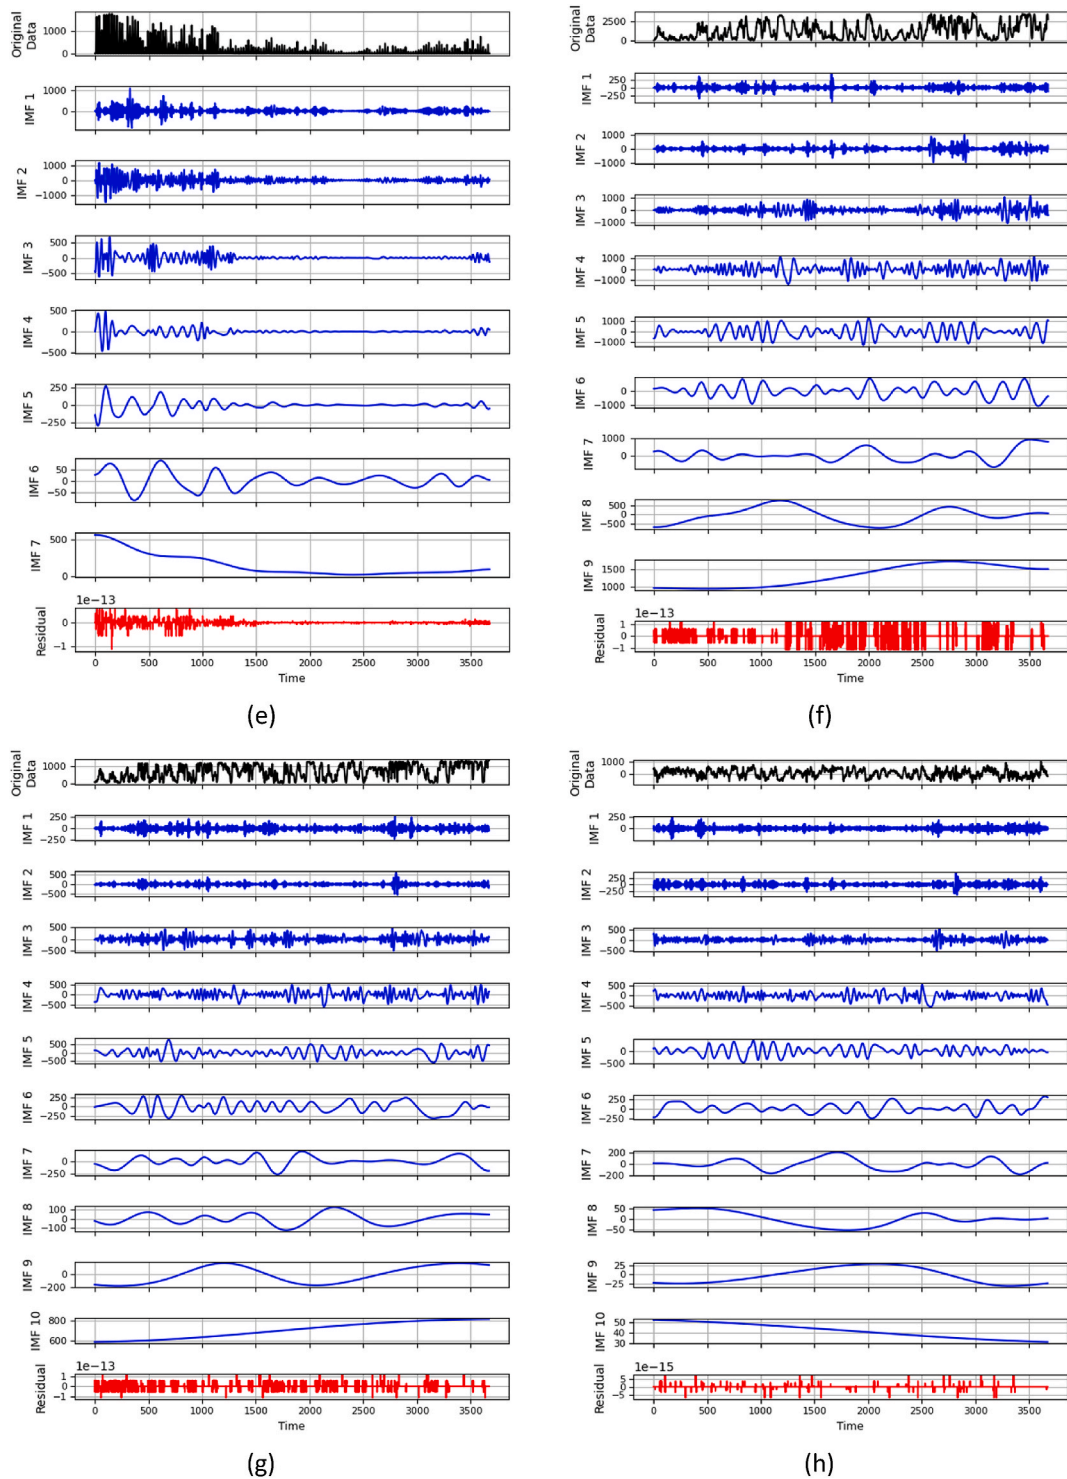 Original
Data
1000
0
IMF 1
1000
0
IMF 2
1000
0
−1000
IMF 3
500
0
−500
IMF 4
500
0
−500
IMF 5
250
0
−250
IMF 6
50
0
−50
IMF 7
500
0
1e−13
Residual
0
−1
0 500 1000 1500 2000 2500 3000 3500
Time
(e)
Original
Data
2500
0
IMF 1
250
0
−250
IMF 2
1000
0
−1000
IMF 3
1000
0
−1000
IMF 4
1000
0
−1000
IMF 5
1000
0
−1000
IMF 6
0
−1000
IMF 7
1000
0
IMF 8
500
0
−500
IMF 9
1500
1000
1e−13
Residual
1
0
−1
0 500 1000 1500 2000 2500 3000 3500
Time
(f)
Original
Data
1000
0
IMF 1
250
0
−250
IMF 2
500
0
−500
IMF 3
500
0
−500
IMF 4
500
0
−500
IMF 5
500
0
−500
IMF 6
250
0
−250
IMF 7
0
−250
IMF 8
100
0
−100
IMF 9
0
−200
IMF 10
800
600
1e−13
Residual
1
0
−1
0 500 1000 1500 2000 2500 3000 3500
Time
(g)
Original
Data
1000
0
IMF 1
250
0
IMF 2
250
0
−250
IMF 3
500
0
−500
IMF 4
500
0
−500
IMF 5
500
0
IMF 6
250
0
−250
IMF 7
200
0
−200
IMF 8
50
0
−50
IMF 9
25
0
−25
IMF 10
50
40
30
1e−15
Residual
5
0
−5
0 500 1000 1500 2000 2500 3000 3500
Time
(h)